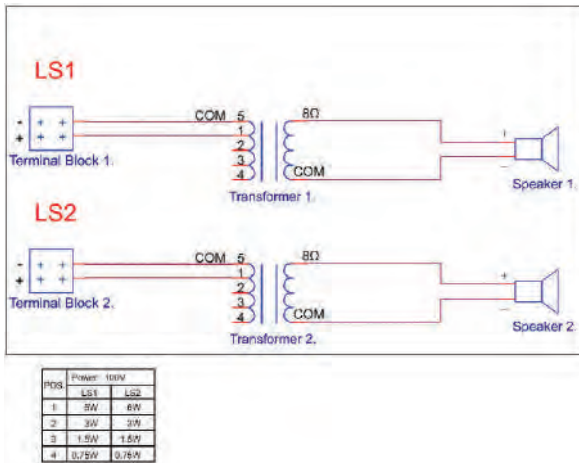 LS1
COM 5 8Ω
- 1 +
+ 2
3
4 COM -
Terminal Block 1. Transformer 1. Speaker 1.
LS2
COM 5 8Ω
- 1 +
+ 2
3
4 COM -
Terminal Block 2. Transformer 2. Speaker 2.
POS Power 100V
LS1 LS2
1 6W 6W
2 3W 3W
3 1.5W 1.5W
4 0.75W 0.75W